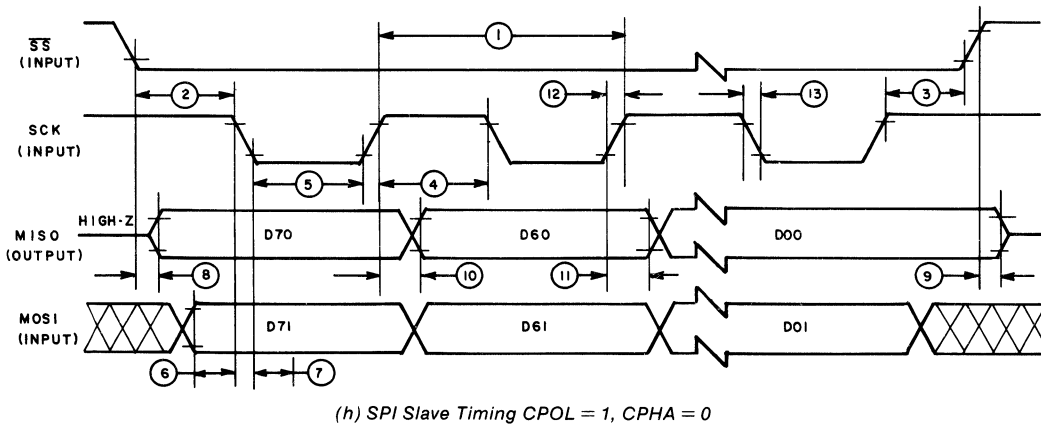 SS
(INPUT)
1
2
12
13
3
SCK
(INPUT)
5
4
HIGH-Z
MISO
(OUTPUT)
D70
D60
D00
8
10
11
9
MOSI
(INPUT)
D71
D61
D01
6
7
(h) SPI Slave Timing CPOL = 1, CPHA = 0